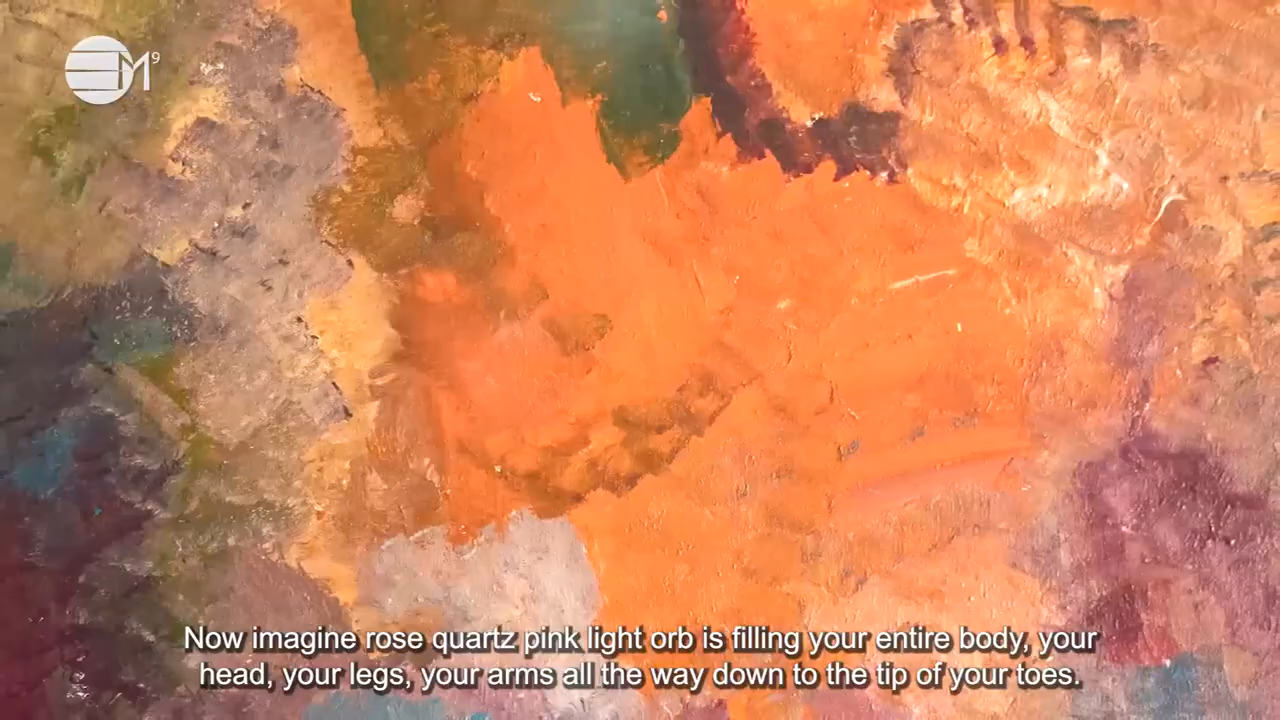 M9
Now imagine rose quartz pink light orb is filling your entire body, your
head, your legs, your arms all the way down to the tip of your toes.